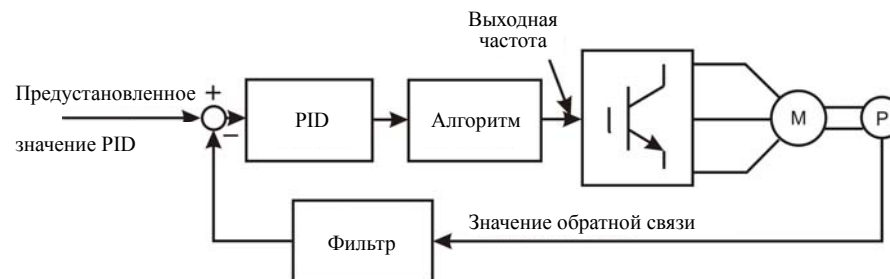 Выходная
частота
Предустановленное
значение PID
+
−
PID
Алгоритм
M
P
Значение обратной связи
Фильтр